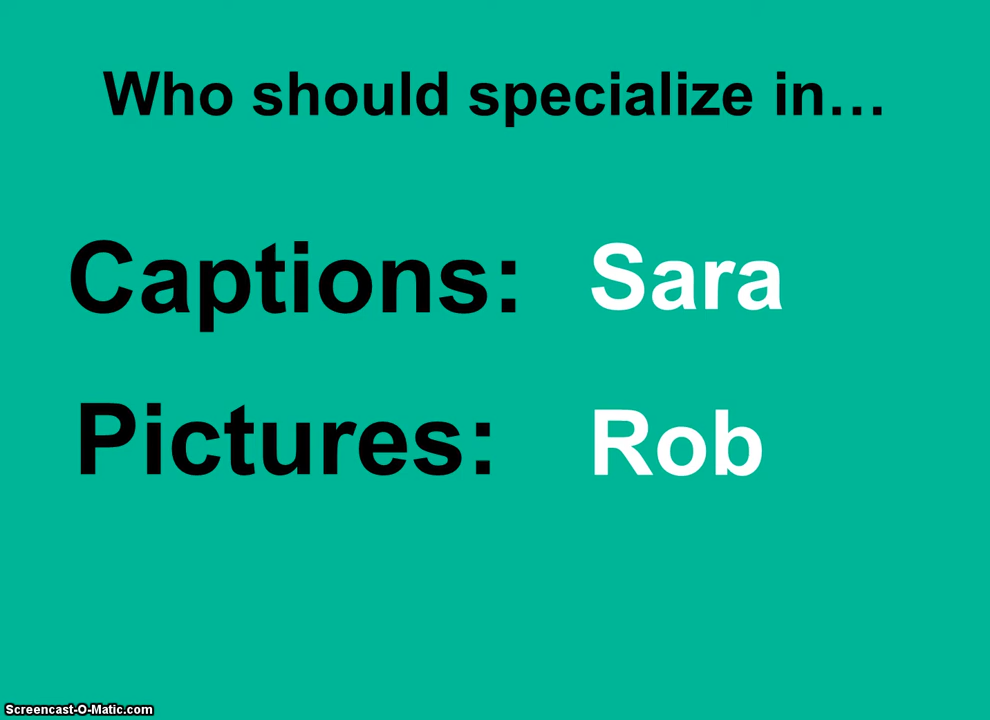 Who should specialize in…
Captions: Sara
Pictures: Rob
Screencast-O-Matic.com